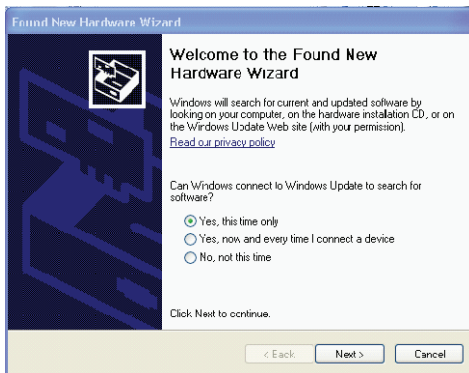 Found New Hardware Wizard
Welcome to the Found New
Hardware Wizard
Windows will search for current and updated software by
looking on your computer, on the hardware installation CD, or on
the Windows Update Web site (with your permission).
Read our privacy policy
Can Windows connect to Windows Update to search for
software?
Yes, this time only
Yes, now and every time I connect a device
No, not this time
Click Next to continue.
< Back
Next >
Cancel